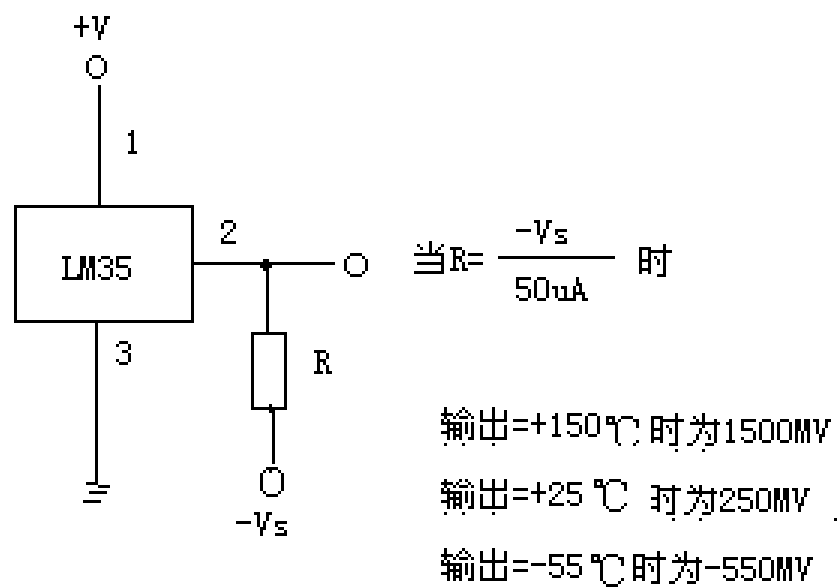 +V
1
LM35
2
3
R
-Vs
当R= -Vs 时
50uA
输出=+150℃时为1500MV
输出=+25℃ 时为250MV
输出=-55℃时为-550MV